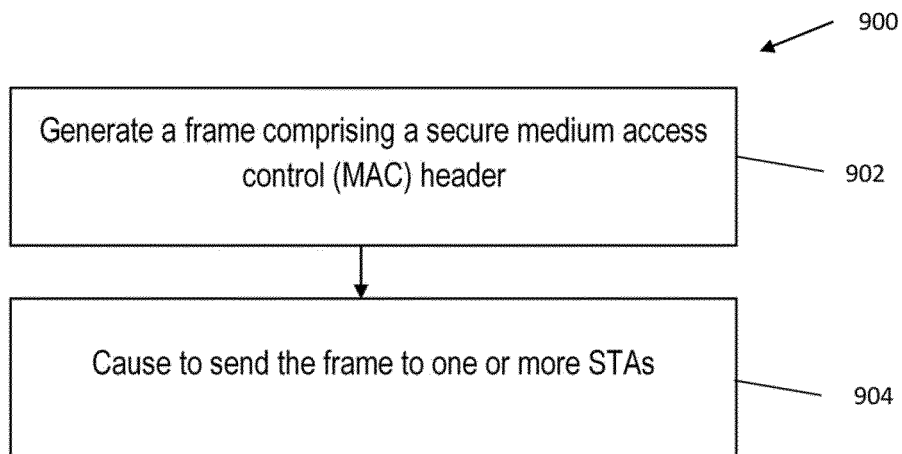 900
Generate a frame comprising a secure medium access
control (MAC) header
902
Cause to send the frame to one or more STAs
904